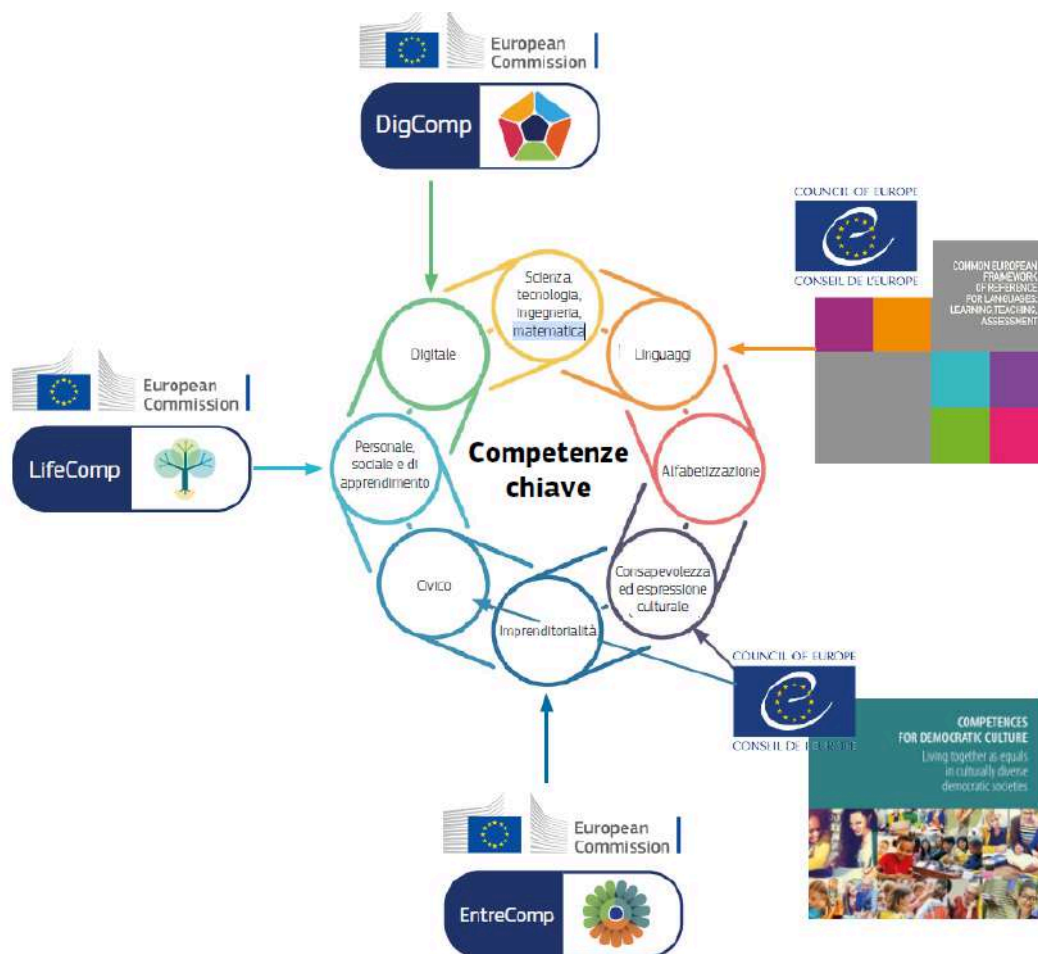 European
Commission
DigComp
COUNCIL OF EUROPE
CONSEIL DE L'EUROPE
COMMON EUROPEAN
FRAMEWORK
OF REFERENCE
FOR LANGUAGES:
LEARNING, TEACHING,
ASSESSMENT
Scienza,
tecnologia,
ingegneria,
matematica
Digitale
Linguaggi
European
Commission
LifeComp
Personale,
sociale e di
apprendimento
Competenze
chiave
Alfabetizzazione
Civico
Consapevolezza
ed espressione
culturale
Imprenditorialità
COUNCIL OF EUROPE
CONSEIL DE L'EUROPE
COMPETENCES
FOR DEMOCRATIC CULTURE
Living together as equals
in culturally diverse
democratic societies
European
Commission
EntreComp